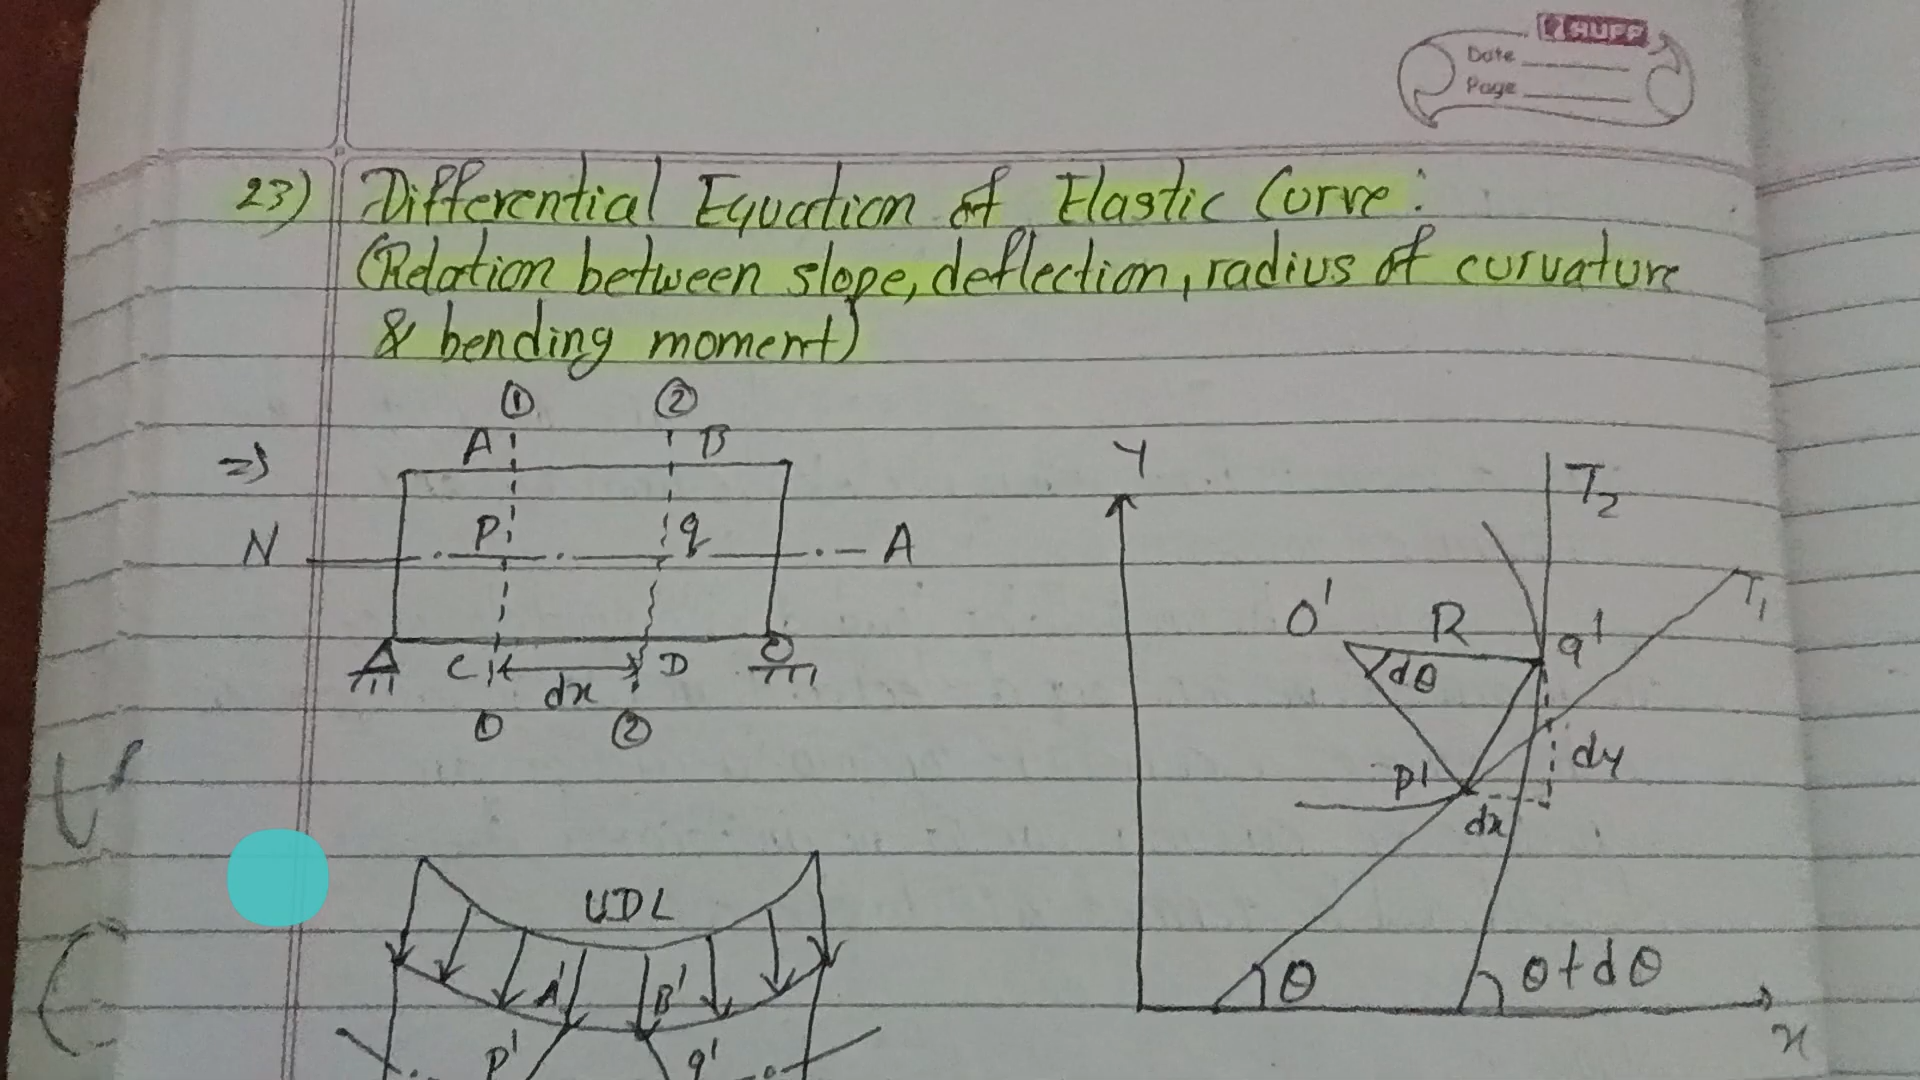 HUPP
Date
Page
23) Differential Equation of Elastic Curve:
(Relation between slope, deflection, radius of curvature
& bending moment)
① ②
A B
⇒
N P q A
C dx D
① ②
Y T2
O' R q' T1
dθ
P' dy
dx
θ θ+dθ
x
UDL
A' B'
P' q'